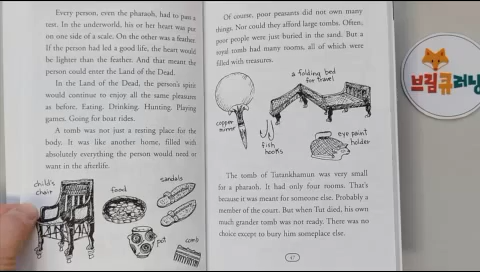 Every person, even the pharaoh, had to pass a
test. In the underworld, his or her heart was put
on one side of a scale. On the other was a feather.
If the person had led a good life, the heart would
be lighter than the feather. And that meant the
person could enter the Land of the Dead.
In the Land of the Dead, the person's spirit
would continue to enjoy all the same pleasures
as before. Eating. Drinking. Hunting. Playing
games. Going for boat rides.
A tomb was not just a resting place for the
body. It was like another home, filled with
absolutely everything the person would need or
want in the afterlife.
child's
chair
food
sandals
pot
comb
Of course, poor peasants did not own many
things. Nor could they afford large tombs. Often,
poor people were just buried in the sand. But a
royal tomb had many rooms, all of which were
filled with treasures.
a folding bed
for travel
copper
mirror
fish
hooks
eye paint
holder
The tomb of Tutankhamun was very small
for a pharaoh. It had only four rooms. That's
because it was meant for someone else. Probably a
member of the court. But when Tut died, his own
much grander tomb was not ready. There was no
choice except to bury him someplace else.
47
브림
큐러닝